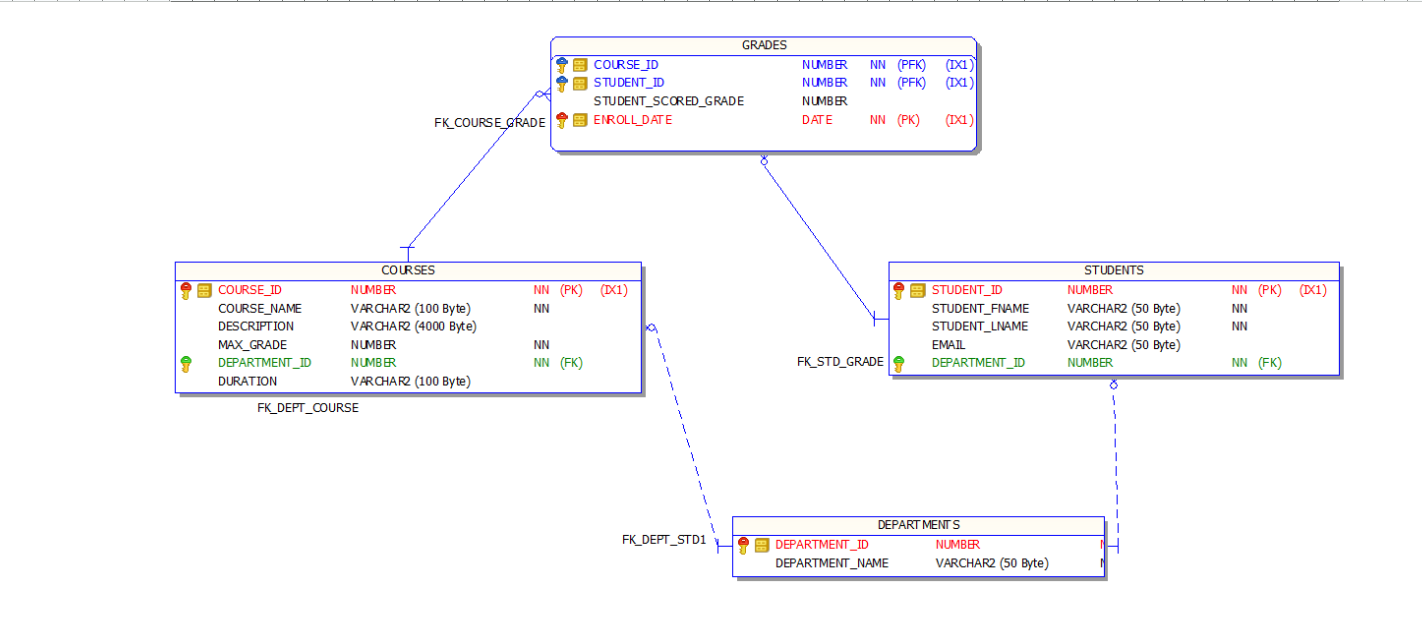 GRADES
COURSE_ID NUMBER NN (PFK) (IX1)
STUDENT_ID NUMBER NN (PFK) (IX1)
STUDENT_SCORED_GRADE NUMBER
ENROLL_DATE DATE NN (PK) (IX1)
FK_COURSE_GRADE
COURSES
COURSE_ID NUMBER NN (PK) (IX1)
COURSE_NAME VARCHAR2 (100 Byte) NN
DESCRIPTION VARCHAR2 (4000 Byte)
MAX_GRADE NUMBER NN
DEPARTMENT_ID NUMBER NN (FK)
DURATION VARCHAR2 (100 Byte)
FK_DEPT_COURSE
STUDENTS
STUDENT_ID NUMBER NN (PK) (IX1)
STUDENT_FNAME VARCHAR2 (50 Byte) NN
STUDENT_LNAME VARCHAR2 (50 Byte) NN
EMAIL VARCHAR2 (50 Byte)
DEPARTMENT_ID NUMBER NN (FK)
FK_STD_GRADE
FK_DEPT_STD1
DEPARTMENTS
DEPARTMENT_ID NUMBER
DEPARTMENT_NAME VARCHAR2 (50 Byte)